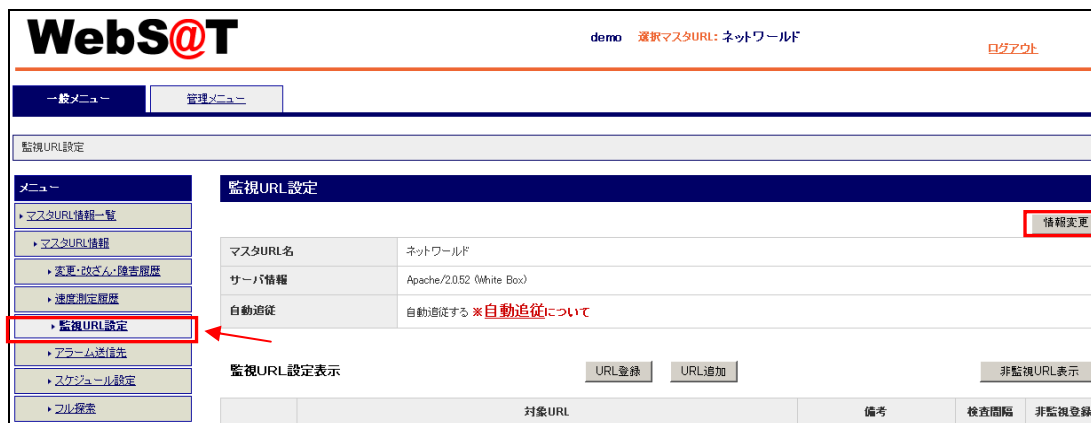 WebS@T
demo 選択マスタURL: ネットワールド
ログアウト
一般メニュー 管理メニュー
監視URL設定
メニュー
マスタURL情報一覧
マスタURL情報
変更・改ざん・障害履歴
速度測定履歴
監視URL設定
アラーム送信先
スケジュール設定
フル探索
監視URL設定
情報変更
マスタURL名 ネットワールド
サーバ情報 Apache/2.0.52 (White Box)
自動追従 自動追従する ※自動追従について
監視URL設定表示 URL登録 URL追加 非監視URL表示
対象URL 備考 検査間隔 非監視登録